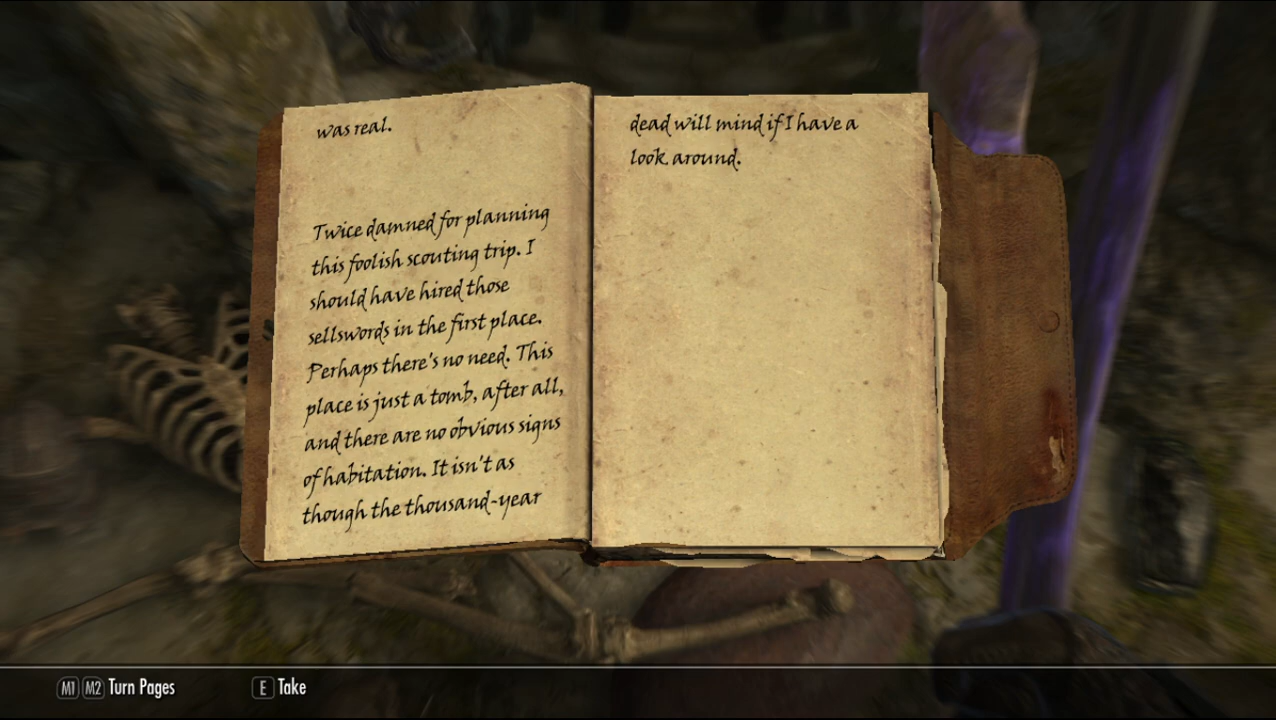 was real.
Twice damned for planning
this foolish scouting trip. I
should have hired those
sellswords in the first place.
Perhaps there's no need. This
place is just a tomb, after all,
and there are no obvious signs
of habitation. It isn't as
though the thousand-year
dead will mind if I have a
look around.
M1 M2 Turn Pages
E Take